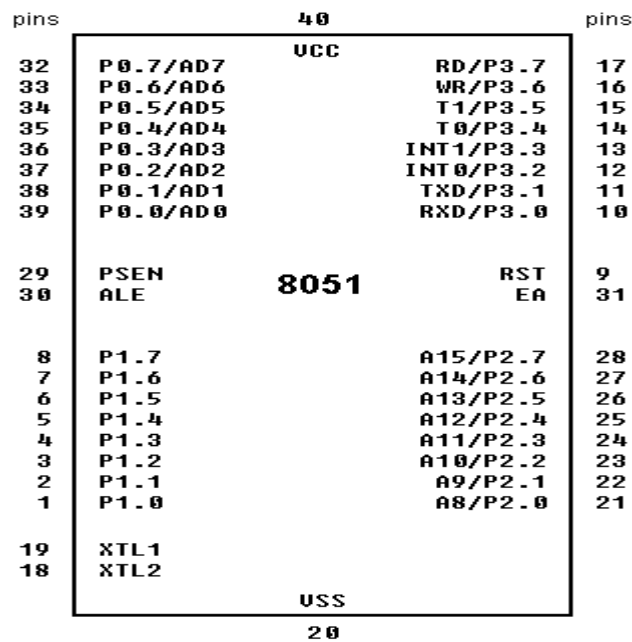 pins 40 pins
VCC
32 P0.7/AD7 RD/P3.7 17
33 P0.6/AD6 WR/P3.6 16
34 P0.5/AD5 T1/P3.5 15
35 P0.4/AD4 T0/P3.4 14
36 P0.3/AD3 INT1/P3.3 13
37 P0.2/AD2 INT0/P3.2 12
38 P0.1/AD1 TXD/P3.1 11
39 P0.0/AD0 RXD/P3.0 10
29 PSEN 8051 RST 9
30 ALE EA 31
8 P1.7 A15/P2.7 28
7 P1.6 A14/P2.6 27
6 P1.5 A13/P2.5 26
5 P1.4 A12/P2.4 25
4 P1.3 A11/P2.3 24
3 P1.2 A10/P2.2 23
2 P1.1 A9/P2.1 22
1 P1.0 A8/P2.0 21
19 XTL1
18 XTL2
VSS
20